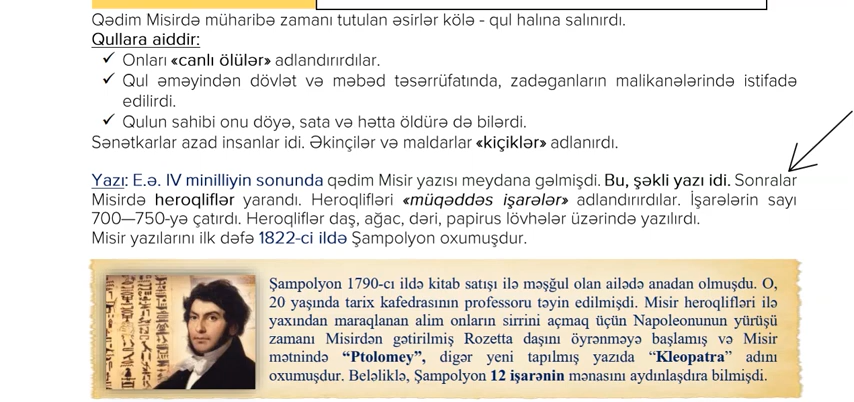 Qədim Misirdə müharibə zamanı tutulan əsirlər kölə - qul halına salınırdı.
Qullara aiddir:
✓ Onları «canlı ölülər» adlandırırdılar.
✓ Qul əməyindən dövlət və məbəd təsərrüfatında, zadəganların malikanələrində istifadə
edilirdi.
✓ Qulun sahibi onu döyə, sata və hətta öldürə də bilərdi.
Sənətkarlar azad insanlar idi. Əkinçilər və maldarlar «kiçiklər» adlanırdı.
Yazı: E.ə. IV minilliyin sonunda qədim Misir yazısı meydana gəlmişdi. Bu, şəkli yazı idi. Sonralar
Misirdə heroqliflər yarandı. Heroqlifləri «müqəddəs işarələr» adlandırırdılar. İşarələrin sayı
700—750-yə çatırdı. Heroqliflər daş, ağac, dəri, papirus lövhələr üzərində yazılırdı.
Misir yazılarını ilk dəfə 1822-ci ildə Şampolyon oxumuşdur.
Şampolyon 1790-cı ildə kitab satışı ilə məşğul olan ailədə anadan olmuşdu. O,
20 yaşında tarix kafedrasının professoru təyin edilmişdi. Misir heroqlifləri ilə
yaxından maraqlanan alim onların sirrini açmaq üçün Napoleonunun yürüşü
zamanı Misirdən gətirilmiş Rozetta daşını öyrənməyə başlamış və Misir
mətnində “Ptolomey”, digər yeni tapılmış yazıda “Kleopatra” adını
oxumuşdur. Beləliklə, Şampolyon 12 işarənin mənasını aydınlaşdıra bilmişdi.